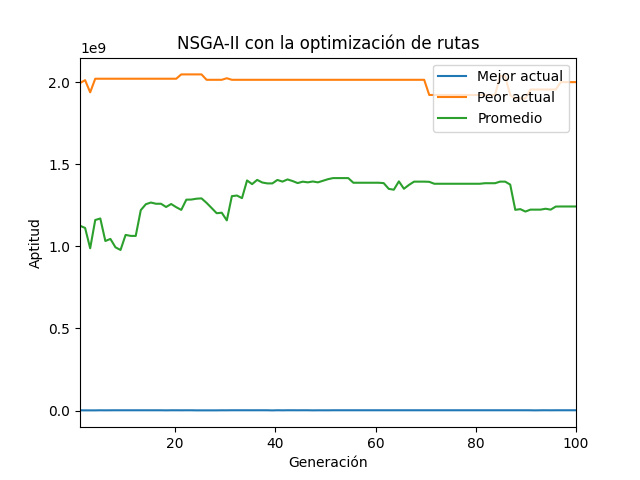 NSGA-II con la optimización de rutas
1e9
Mejor actual
Peor actual
Promedio
2.0
1.5
1.0
0.5
0.0
Aptitud
20 40 60 80 100
Generación